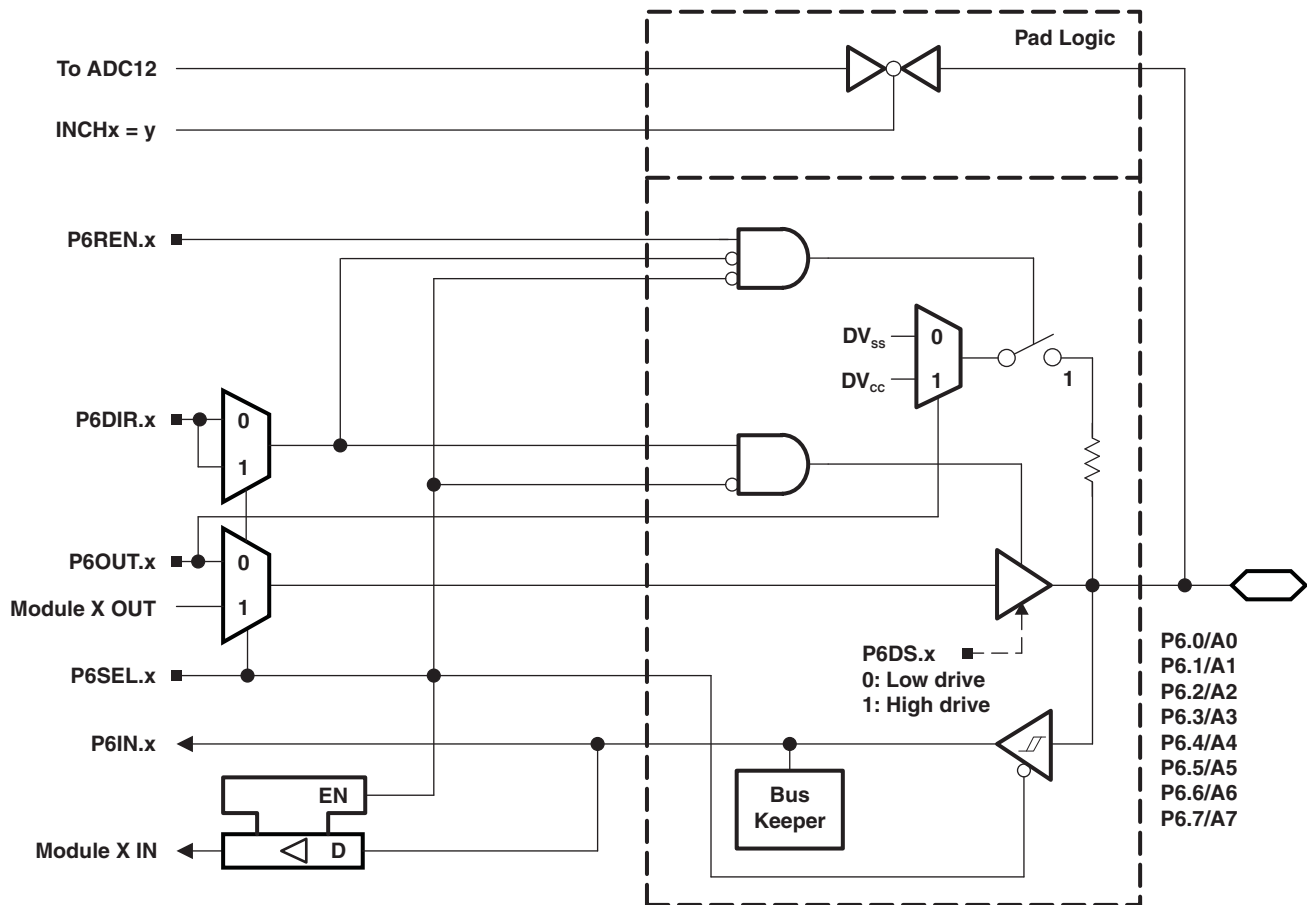 Pad Logic
To ADC12
INCHx = y
P6REN.x
DVss 0
DVcc 1
1
P6DIR.x
0
1
P6OUT.x
0
Module X OUT
1
P6SEL.x
P6DS.x
0: Low drive
1: High drive
P6IN.x
EN
D
Module X IN
Bus
Keeper
P6.0/A0
P6.1/A1
P6.2/A2
P6.3/A3
P6.4/A4
P6.5/A5
P6.6/A6
P6.7/A7